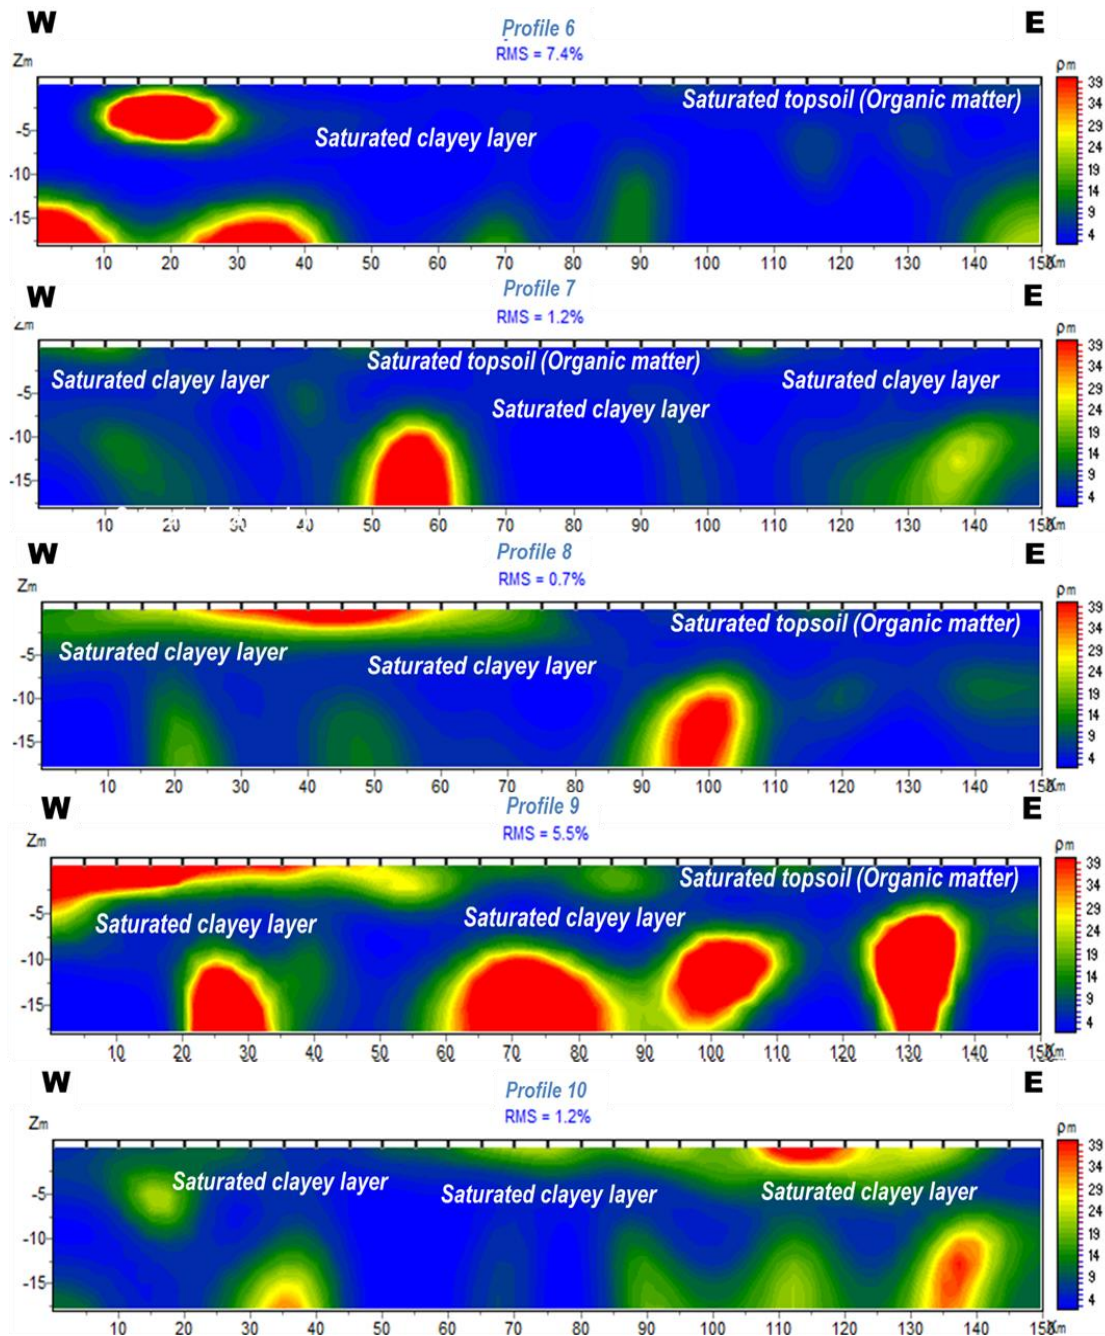 W E
Profile 6
RMS = 7.4%
Zm ρm
Saturated topsoil (Organic matter)
Saturated clayey layer
-5
-10
-15
39
34
29
24
19
14
9
4
10 20 30 40 50 60 70 80 90 100 110 120 130 140
W E
Profile 7
RMS = 1.2%
ρm
Saturated topsoil (Organic matter)
Saturated clayey layer Saturated clayey layer
Saturated clayey layer
-5
-10
-15
39
34
29
24
19
14
9
4
10 20 30 50 60 70 80 90 100 110 120 130 140
W E
Profile 8
RMS = 0.7%
Zm ρm
Saturated topsoil (Organic matter)
Saturated clayey layer
Saturated clayey layer
-5
-10
-15
39
34
29
24
19
14
9
4
10 20 30 40 50 60 70 80 90 100 110 120 130 140
W E
Profile 9
RMS = 5.5%
Zm ρm
Saturated topsoil (Organic matter)
Saturated clayey layer
Saturated clayey layer
-5
-10
-15
39
34
29
24
19
14
9
4
10 20 30 40 50 60 70 80 90 100 110 120 130 140
W E
Profile 10
RMS = 1.2%
Zm ρm
Saturated clayey layer
Saturated clayey layer
Saturated clayey layer
-5
-10
-15
39
34
29
24
19
14
9
4
10 20 30 40 50 60 70 80 90 100 110 120 130 140